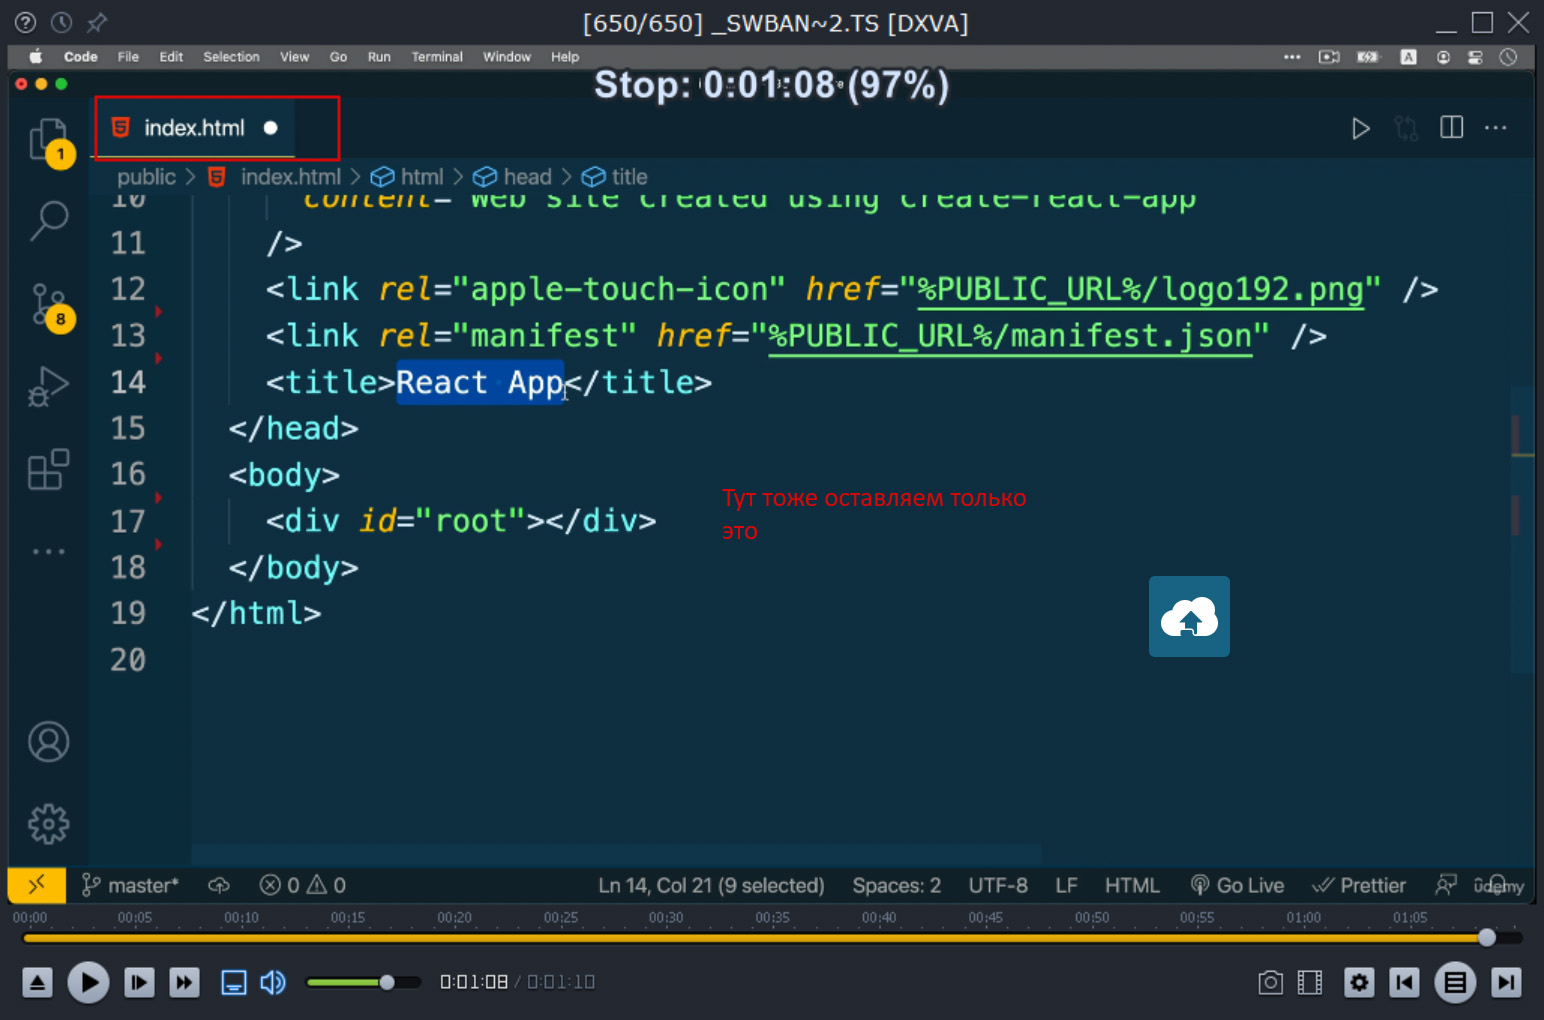 [650/650] _SWBAN~2.TS [DXVA]
Code File Edit Selection View Go Run Terminal Window Help
Stop: 0:01:08 (97%)
index.html
1
public > index.html > html > head > title
10 content="Web site created using create-react-app
11 />
12 <link rel="apple-touch-icon" href="%PUBLIC_URL%/logo192.png" />
13 <link rel="manifest" href="%PUBLIC_URL%/manifest.json" />
8
14 <title>React App</title>
15 </head>
16 <body>
17 <div id="root"></div>
Тут тоже оставляем только
это
18 </body>
19 </html>
20
master* 0 0 Ln 14, Col 21 (9 selected) Spaces: 2 UTF-8 LF HTML Go Live Prettier
udemy
00:00 00:05 00:10 00:15 00:20 00:25 00:30 00:35 00:40 00:45 00:50 00:55 01:00 01:05
0:01:08 / 0:01:10